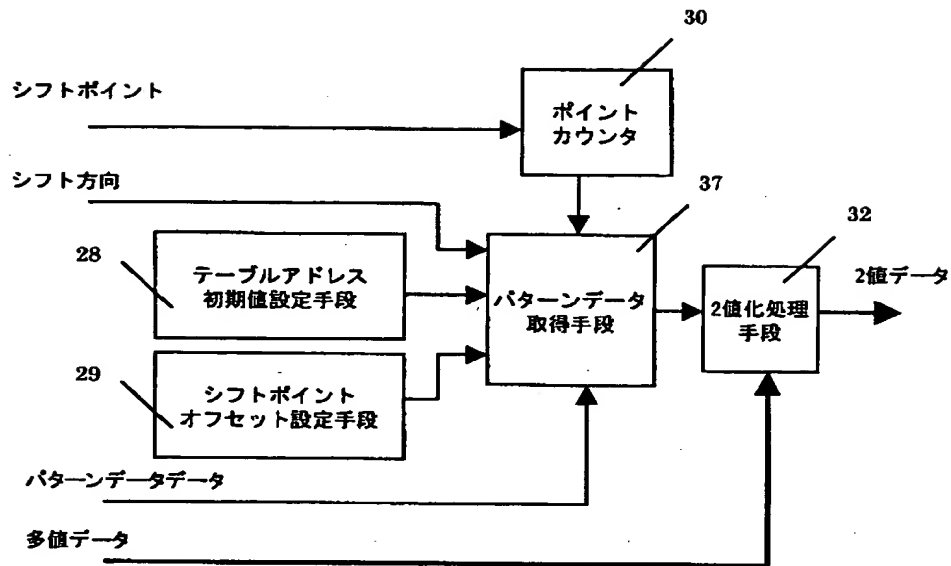 30
シフトポイント
ポイント
カウンタ
シフト方向
37
32
28
テーブルアドレス
初期値設定手段
パターンデータ
取得手段
2値化処理
手段
2値データ
29
シフトポイント
オフセット設定手段
パターンデータデータ
多値データ